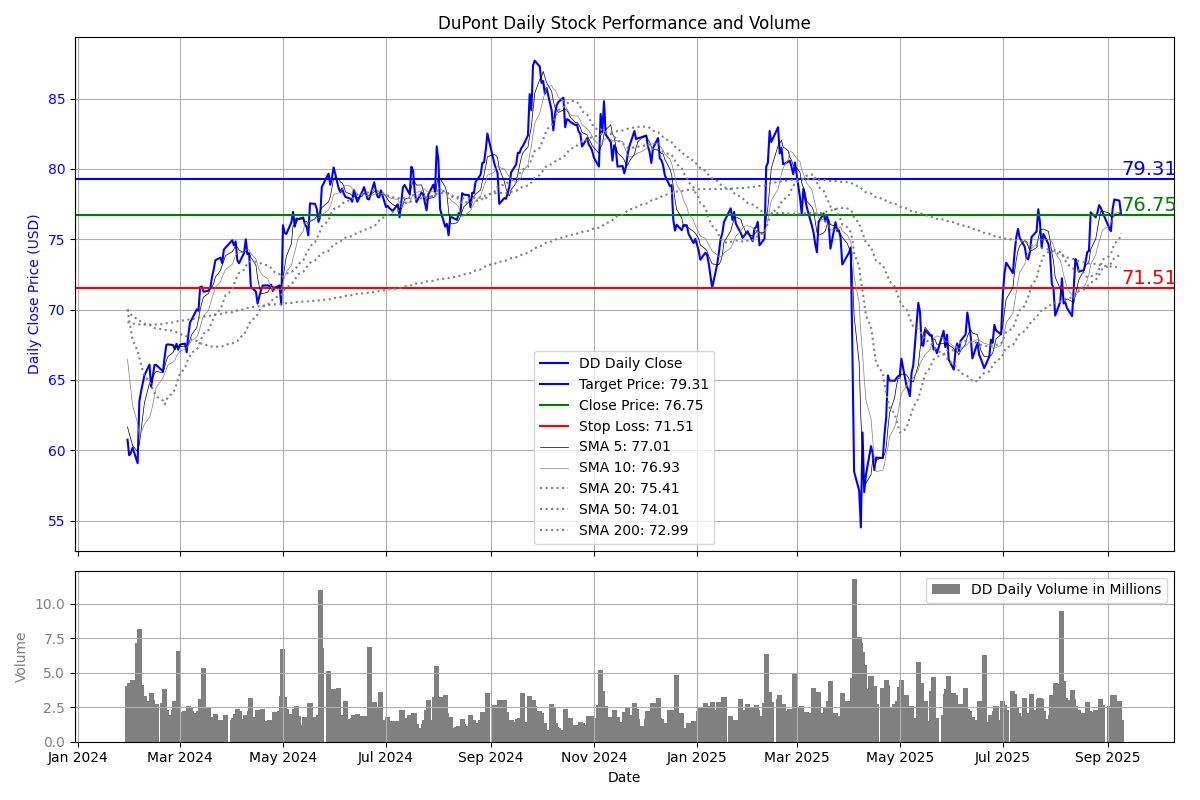 DuPont Daily Stock Performance and Volume
Daily Close Price (USD)
85
80
75
70
65
60
55
79.31
76.75
71.51
DD Daily Close
Target Price: 79.31
Close Price: 76.75
Stop Loss: 71.51
SMA 5: 77.01
SMA 10: 76.93
SMA 20: 75.41
SMA 50: 74.01
SMA 200: 72.99
Volume
10.0
7.5
5.0
2.5
0.0
DD Daily Volume in Millions
Jan 2024 Mar 2024 May 2024 Jul 2024 Sep 2024 Nov 2024 Jan 2025 Mar 2025 May 2025 Jul 2025 Sep 2025
Date